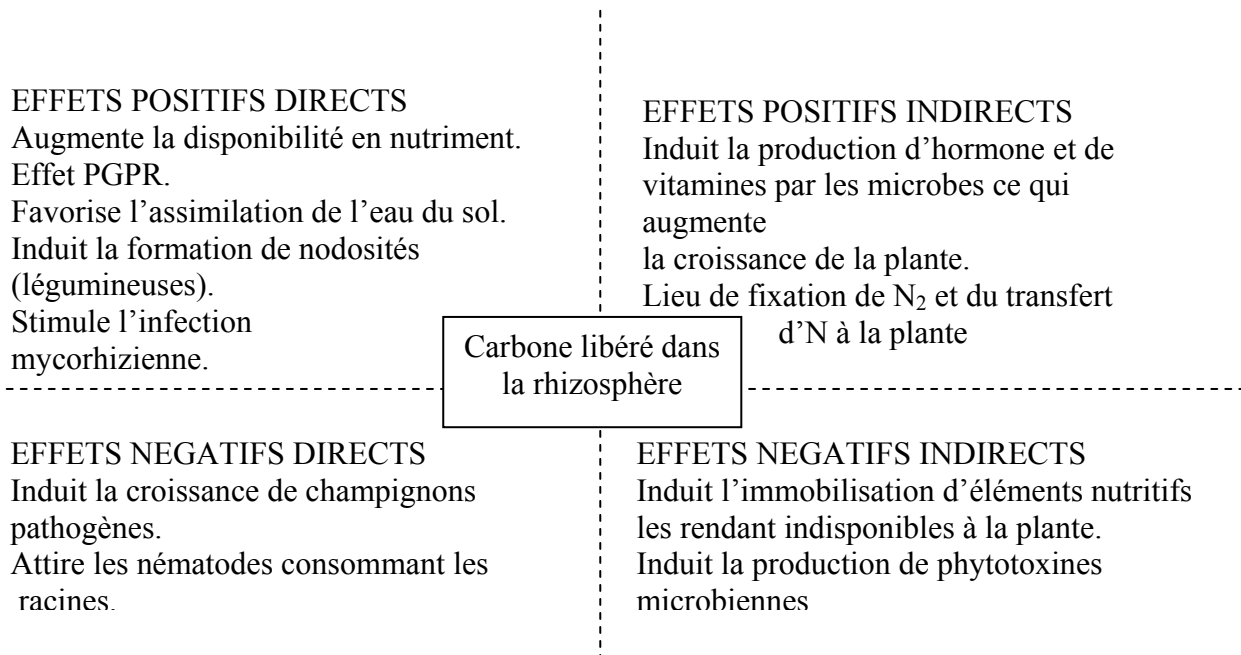 EFFETS POSITIFS DIRECTS
Augmente la disponibilité en nutriment.
Effet PGPR.
Favorise l’assimilation de l’eau du sol.
Induit la formation de nodosités
(légumineuses).
Stimule l’infection
mycorhizienne.
EFFETS POSITIFS INDIRECTS
Induit la production d’hormone et de
vitamines par les microbes ce qui
augmente
la croissance de la plante.
Lieu de fixation de N₂ et du transfert
d’N à la plante
Carbone libéré dans
la rhizosphère
EFFETS NEGATIFS DIRECTS
Induit la croissance de champignons
pathogènes.
Attire les nématodes consommant les
racines.
EFFETS NEGATIFS INDIRECTS
Induit l’immobilisation d’éléments nutritifs
les rendant indisponibles à la plante.
Induit la production de phytotoxines
microbiennes